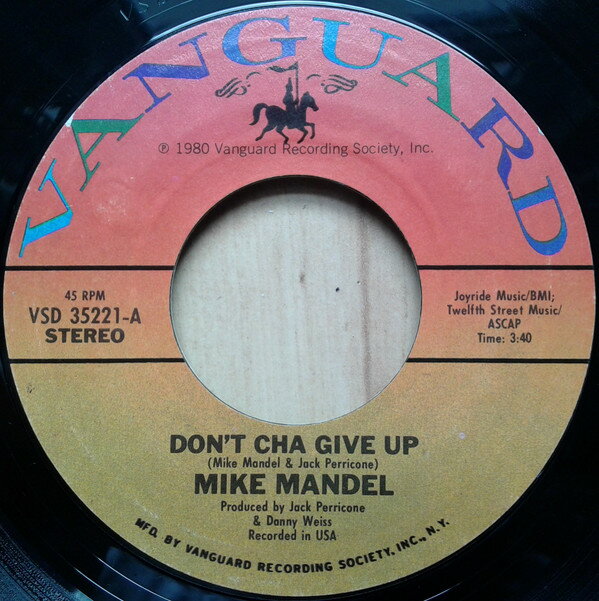 VANGUARD
℗ 1980 Vanguard Recording Society, Inc.
45 RPM
VSD 35221-A
STEREO
Joyride Music/BMI;
Twelfth Street Music/
ASCAP
Time: 3:40
DON'T CHA GIVE UP
(Mike Mandel & Jack Perricone)
MIKE MANDEL
Produced by Jack Perricone
& Danny Weiss
Recorded in USA
MFD. BY VANGUARD RECORDING SOCIETY, INC., N.Y.